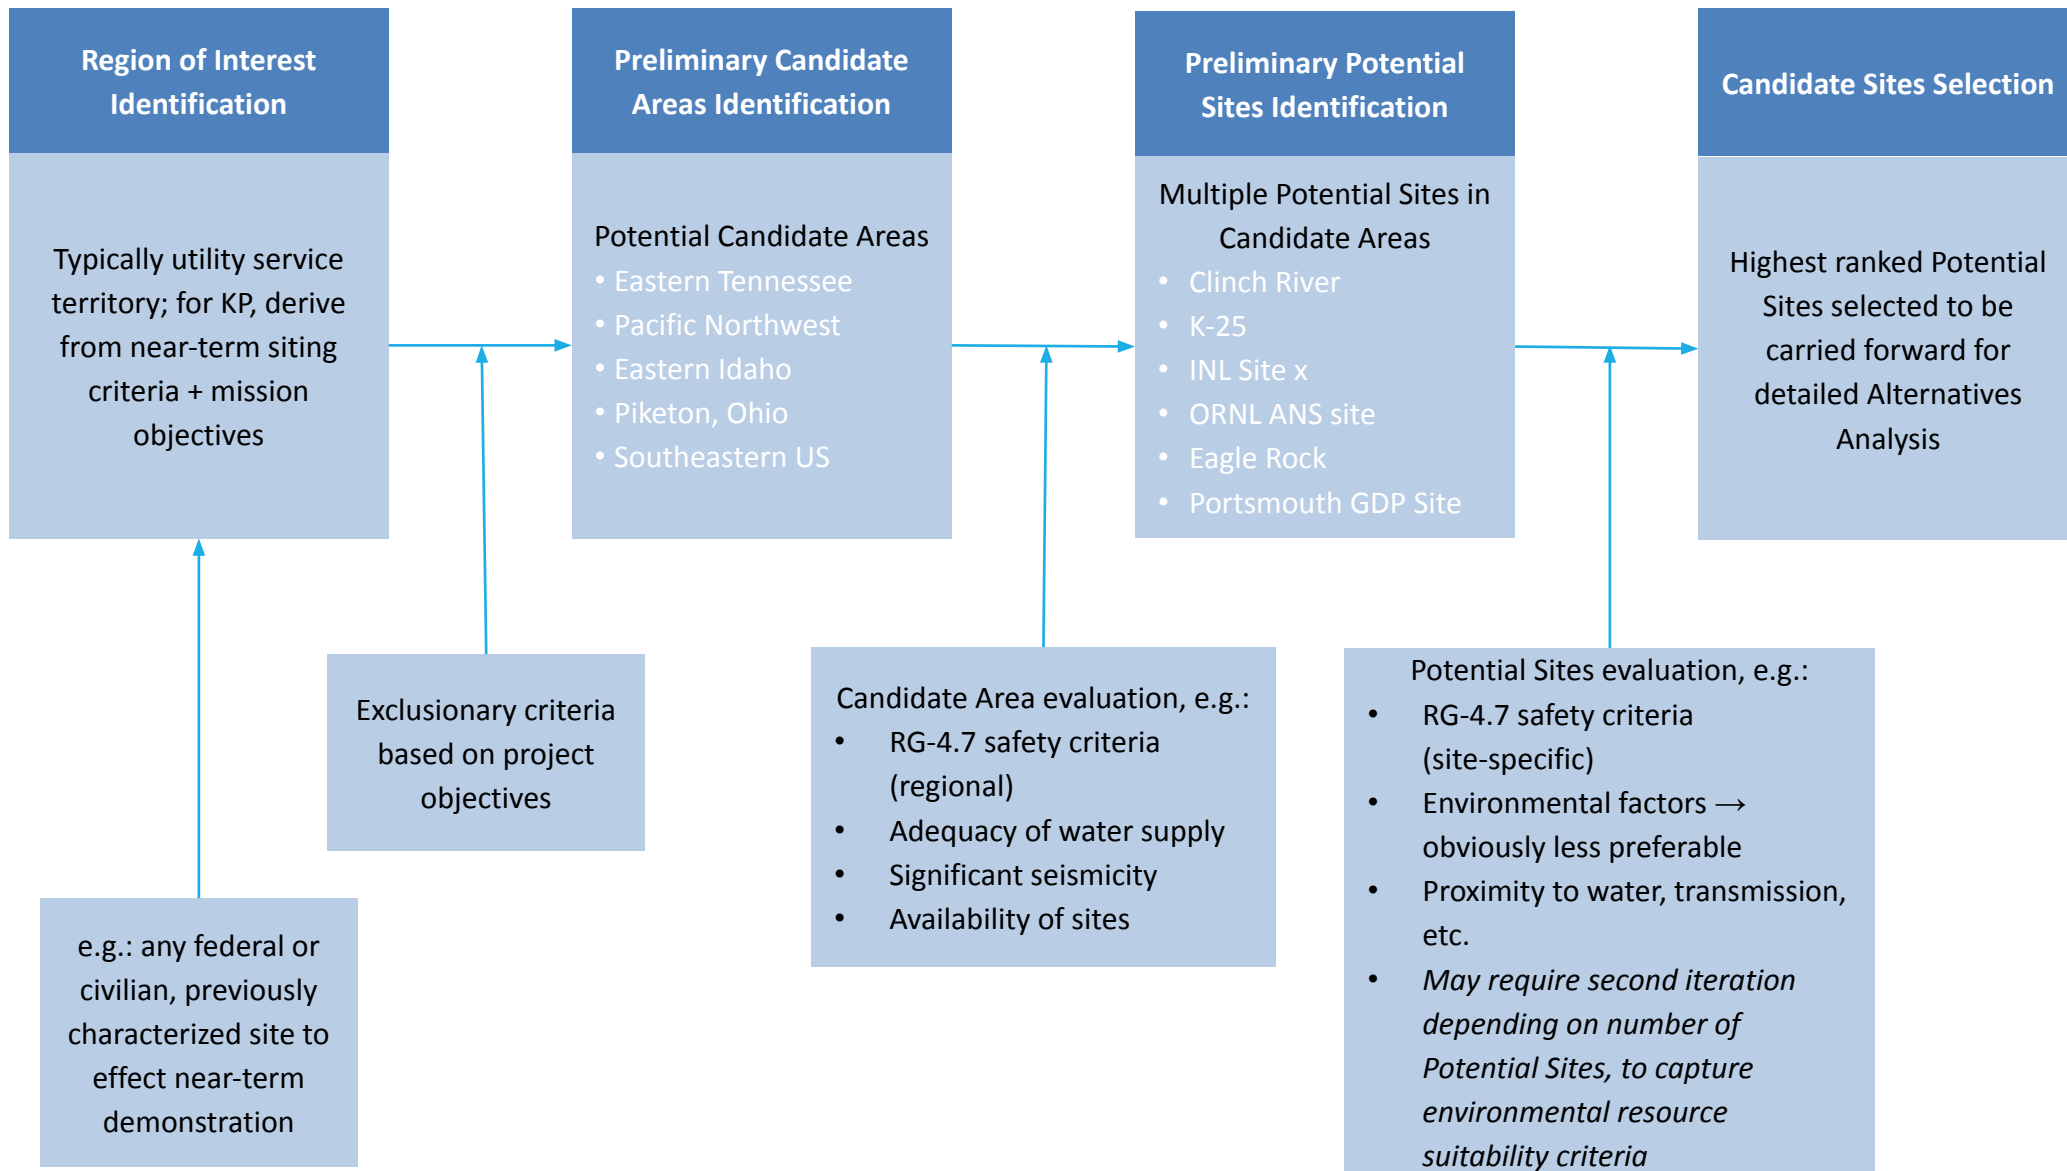 Region of Interest
Identification
Typically utility service
territory; for KP, derive
from near-term siting
criteria + mission
objectives
Preliminary Candidate
Areas Identification
Potential Candidate Areas
• Eastern Tennessee
• Pacific Northwest
• Eastern Idaho
• Piketon, Ohio
• Southeastern US
Preliminary Potential
Sites Identification
Multiple Potential Sites in
Candidate Areas
• Clinch River
• K-25
• INL Site x
• ORNL ANS site
• Eagle Rock
• Portsmouth GDP Site
Candidate Sites Selection
Highest ranked Potential
Sites selected to be
carried forward for
detailed Alternatives
Analysis
e.g.: any federal or
civilian, previously
characterized site to
effect near-term
demonstration
Exclusionary criteria
based on project
objectives
Candidate Area evaluation, e.g.:
• RG-4.7 safety criteria
(regional)
• Adequacy of water supply
• Significant seismicity
• Availability of sites
Potential Sites evaluation, e.g.:
• RG-4.7 safety criteria
(site-specific)
• Environmental factors →
obviously less preferable
• Proximity to water, transmission,
etc.
• May require second iteration
depending on number of
Potential Sites, to capture
environmental resource
suitability criteria